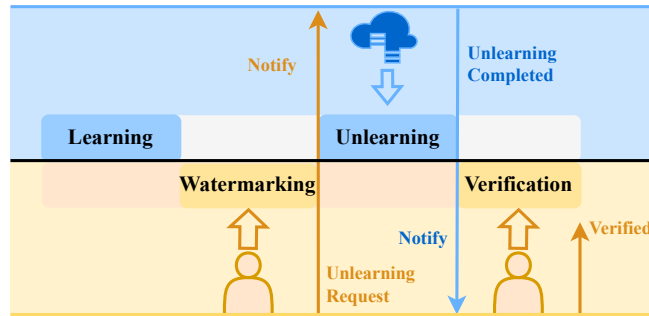 Notify
Unlearning
Completed
Learning
Unlearning
Watermarking
Verification
Notify
Verified
Unlearning
Request